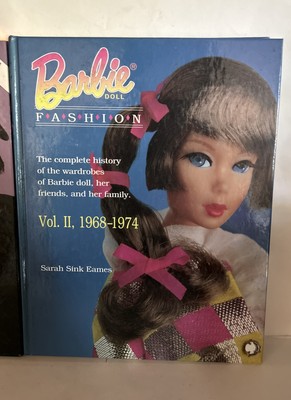 Barbie®
DOLL
F·A·S·H·I·O·N
The complete history
of the wardrobes
of Barbie doll, her
friends, and her family.
Vol. II, 1968-1974
Sarah Sink Eames